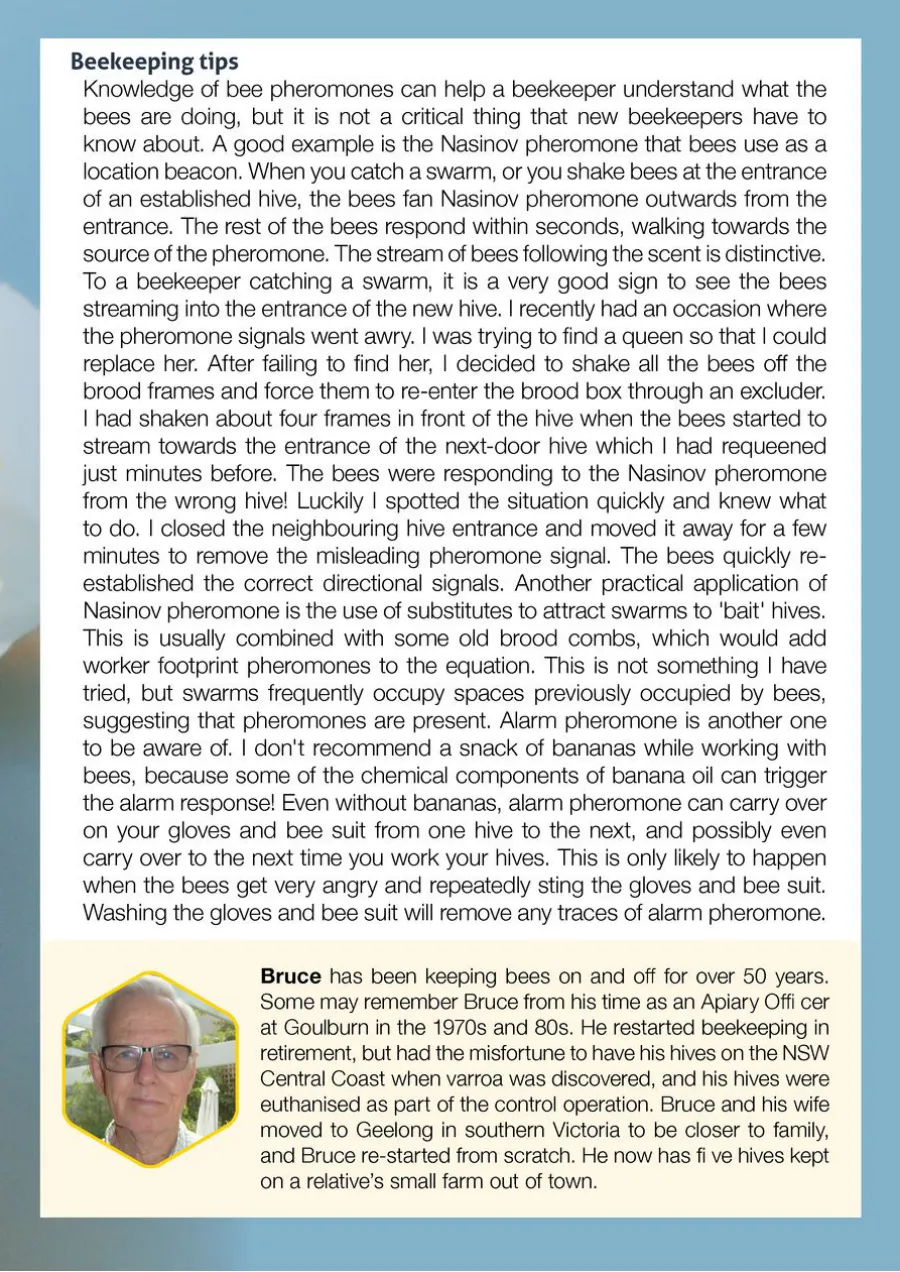 Beekeeping tips
Knowledge of bee pheromones can help a beekeeper understand what the
bees are doing, but it is not a critical thing that new beekeepers have to
know about. A good example is the Nasinov pheromone that bees use as a
location beacon. When you catch a swarm, or you shake bees at the entrance
of an established hive, the bees fan Nasinov pheromone outwards from the
entrance. The rest of the bees respond within seconds, walking towards the
source of the pheromone. The stream of bees following the scent is distinctive.
To a beekeeper catching a swarm, it is a very good sign to see the bees
streaming into the entrance of the new hive. I recently had an occasion where
the pheromone signals went awry. I was trying to find a queen so that I could
replace her. After failing to find her, I decided to shake all the bees off the
brood frames and force them to re-enter the brood box through an excluder.
I had shaken about four frames in front of the hive when the bees started to
stream towards the entrance of the next-door hive which I had requeened
just minutes before. The bees were responding to the Nasinov pheromone
from the wrong hive! Luckily I spotted the situation quickly and knew what
to do. I closed the neighbouring hive entrance and moved it away for a few
minutes to remove the misleading pheromone signal. The bees quickly re-
established the correct directional signals. Another practical application of
Nasinov pheromone is the use of substitutes to attract swarms to 'bait' hives.
This is usually combined with some old brood combs, which would add
worker footprint pheromones to the equation. This is not something I have
tried, but swarms frequently occupy spaces previously occupied by bees,
suggesting that pheromones are present. Alarm pheromone is another one
to be aware of. I don't recommend a snack of bananas while working with
bees, because some of the chemical components of banana oil can trigger
the alarm response! Even without bananas, alarm pheromone can carry over
on your gloves and bee suit from one hive to the next, and possibly even
carry over to the next time you work your hives. This is only likely to happen
when the bees get very angry and repeatedly sting the gloves and bee suit.
Washing the gloves and bee suit will remove any traces of alarm pheromone.
Bruce has been keeping bees on and off for over 50 years.
Some may remember Bruce from his time as an Apiary Offi cer
at Goulburn in the 1970s and 80s. He restarted beekeeping in
retirement, but had the misfortune to have his hives on the NSW
Central Coast when varroa was discovered, and his hives were
euthanised as part of the control operation. Bruce and his wife
moved to Geelong in southern Victoria to be closer to family,
and Bruce re-started from scratch. He now has fi ve hives kept
on a relative’s small farm out of town.